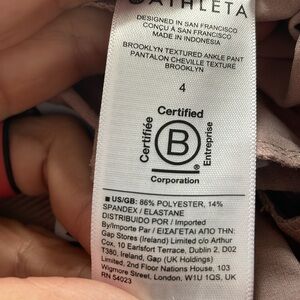 ATHLETA
DESIGNED IN SAN FRANCISCO
CONÇU À SAN FRANCISCO
MADE IN INDONESIA
BROOKLYN TEXTURED ANKLE PANT
PANTALON CHEVILLE TEXTURÉ
BROOKLYN
4
Certified
Certifiée
B
Entreprise
Corporation
■ US/GB: 86% POLYESTER, 14%
SPANDEX / ELASTANE
DISTRIBUIDO POR / Imported
By/Importe Par / ΕΙΣΑΓΕΤΑΙ ΑΠΟ ΤΗΝ:
Gap Stores (Ireland) Limited c/o Arthur
Cox, 10 Earlsfort Terrace, Dublin 2, D02
T380, Ireland, Gap (UK Holdings)
Limited, 2nd Floor Nations House, 103
Wigmore Street, London, W1U 1QS, UK
RN 54023